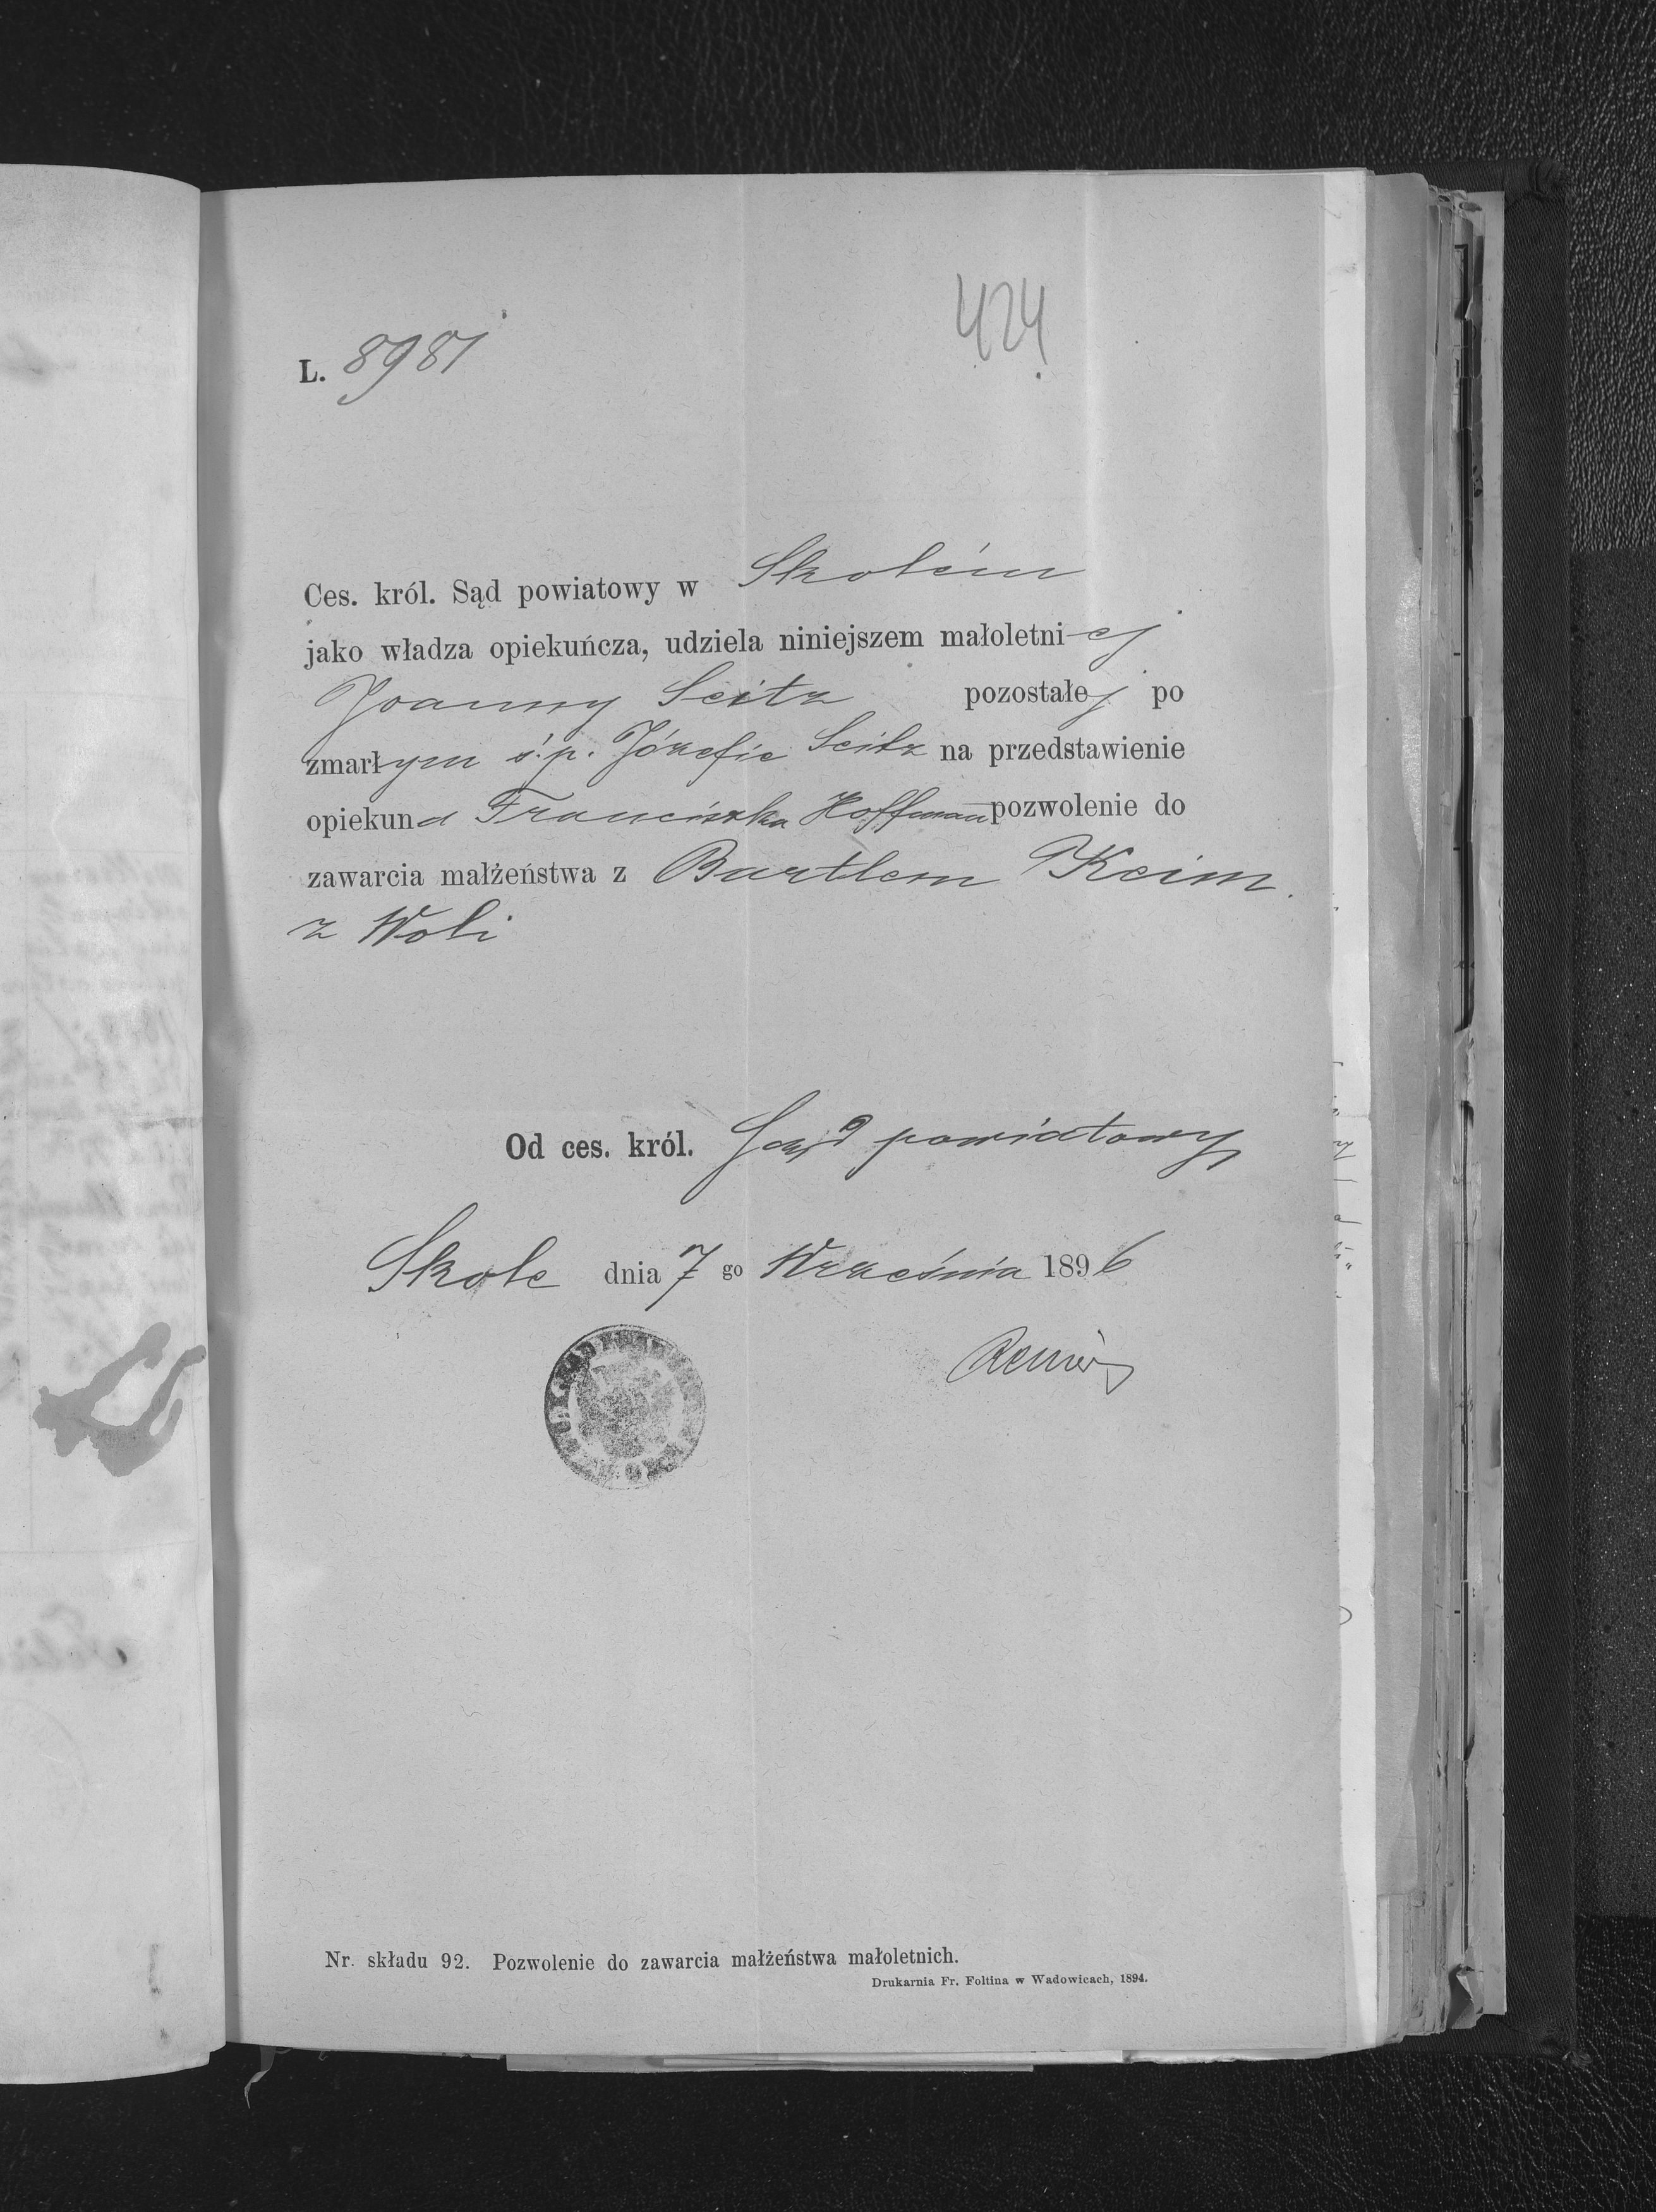 424
L. 8981
Ces. król. Sąd powiatowy w Skolém
jako władza opiekuńcza, udziela niniejszem małoletniej
Joanny Seitz pozostałej po
zmarłym ś.p. Józefie Seitz na przedstawienie
opiekuna Franciszka Hoffmann pozwolenie do
zawarcia małżeństwa z Bartlem Keim
z Woli
Od ces. król. Sąd powiatowy
Skole dnia 7 go Września 1896
Nr. składu 92. Pozwolenie do zawarcia małżeństwa małoletnich.
Drukarnia Fr. Foltina w Wadowicach, 1894.